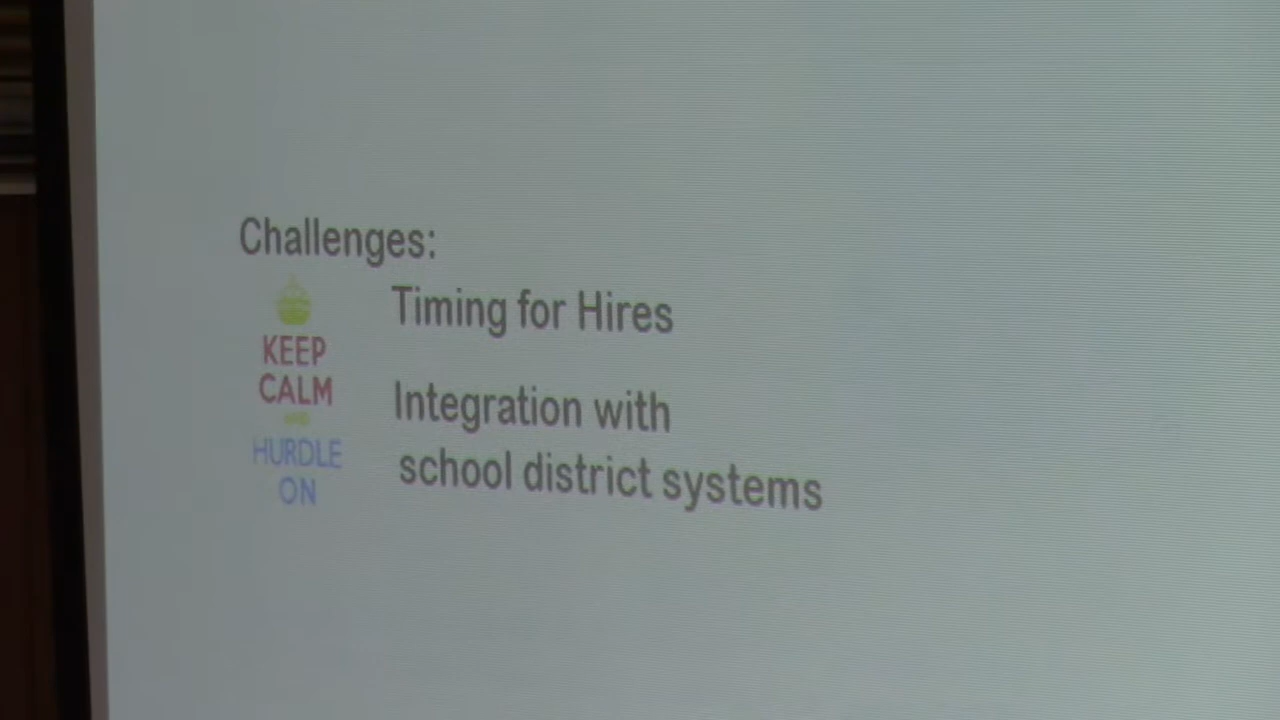 Challenges:
Timing for Hires
KEEP
CALM
HURDLE
ON
Integration with
school district systems